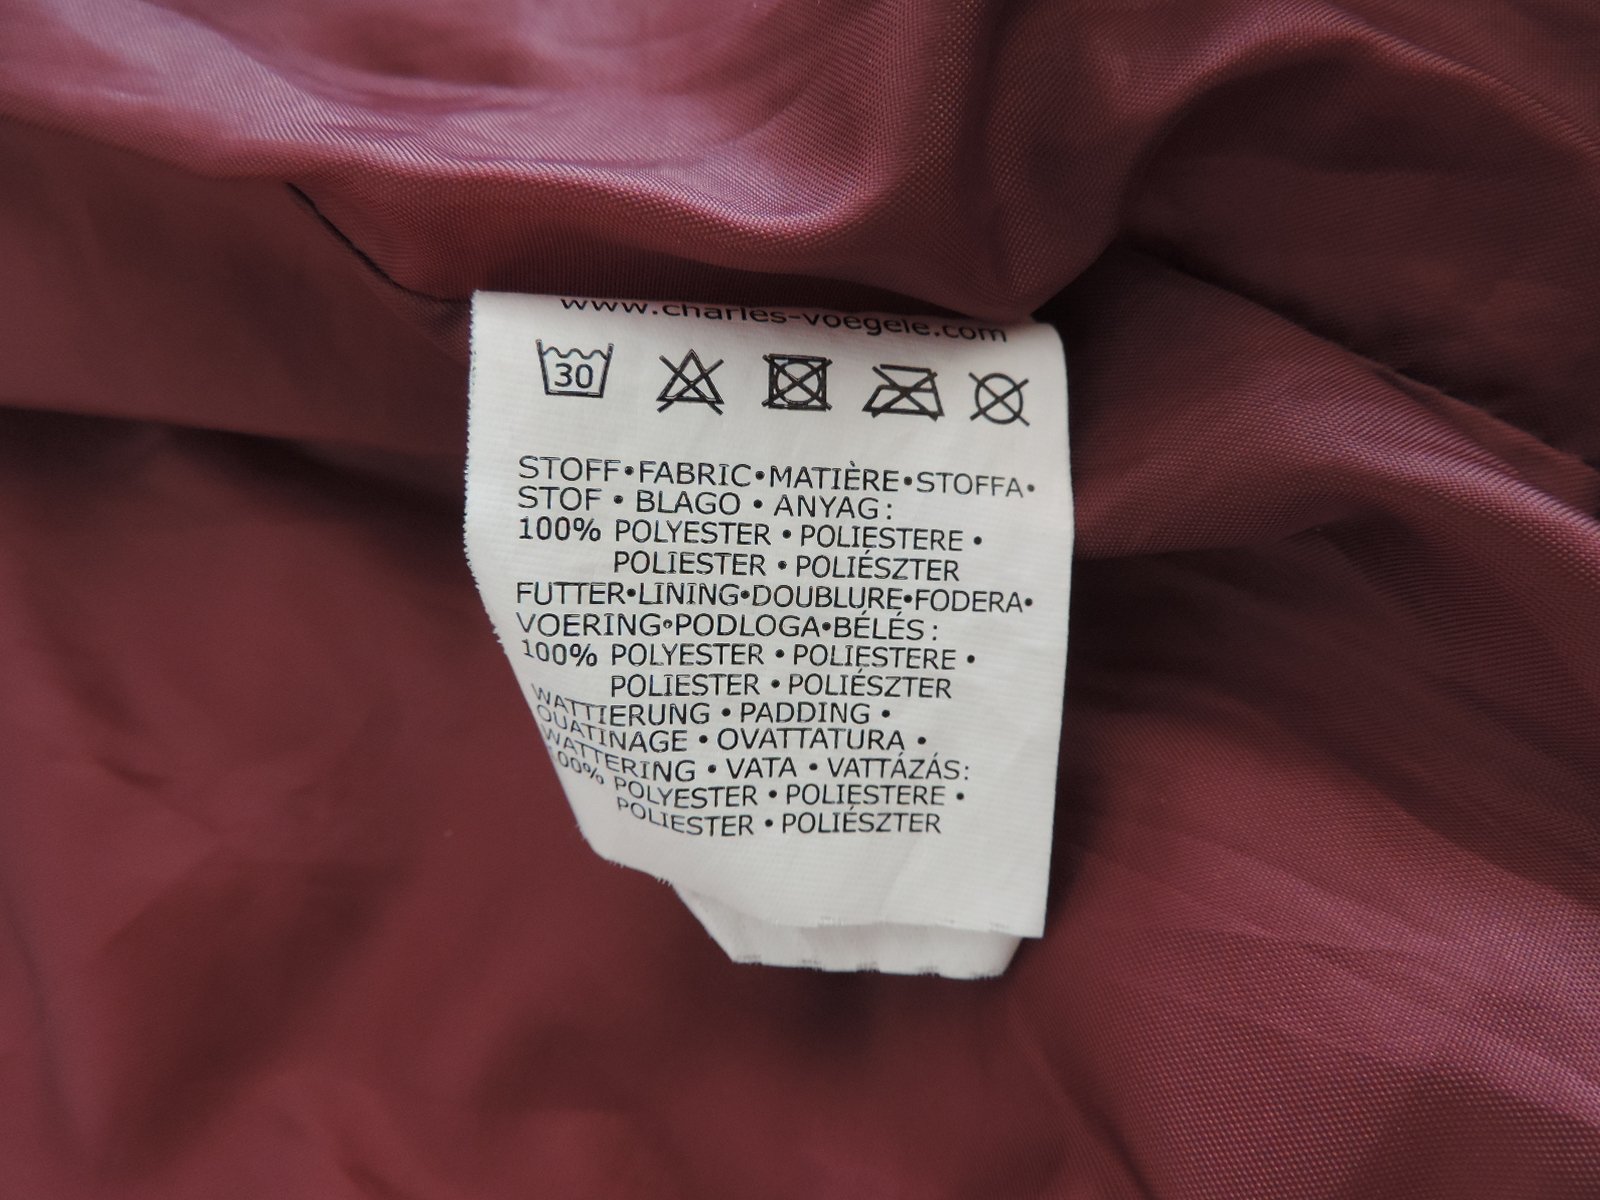 www.charles-voegele.com
30
STOFF•FABRIC•MATIÈRE•STOFFA•
STOF • BLAGO • ANYAG:
100% POLYESTER • POLIESTERE •
POLIESTER • POLIÉSZTER
FUTTER•LINING•DOUBLURE•FODERA•
VOERING•PODLOGA•BÉLÉS:
100% POLYESTER • POLIESTERE •
POLIESTER • POLIÉSZTER
WATTIERUNG • PADDING •
OUATINAGE • OVATTATURA •
WATTERING • VATA • VATTÁZÁS:
100% POLYESTER • POLIESTERE •
POLIESTER • POLIÉSZTER